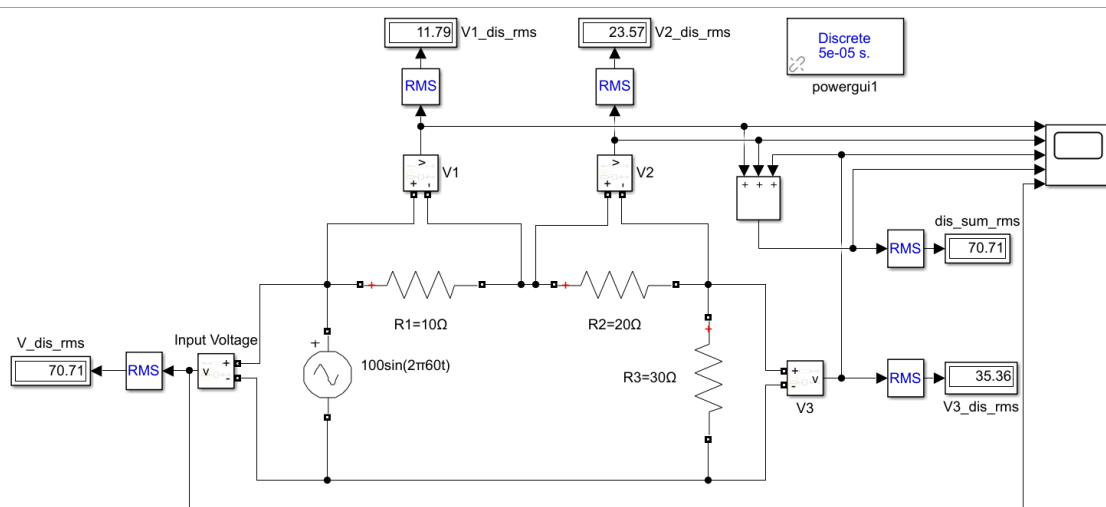 11.79 V1_dis_rms
23.57 V2_dis_rms
Discrete
5e-05 s.
powergui1
RMS
RMS
V1
V2
+ + +
dis_sum_rms
RMS
70.71
R1=10Ω
R2=20Ω
V_dis_rms
70.71
RMS
Input Voltage
v
+
-
+
100sin(2π60t)
R3=30Ω
+
-
v
V3
RMS
35.36
V3_dis_rms